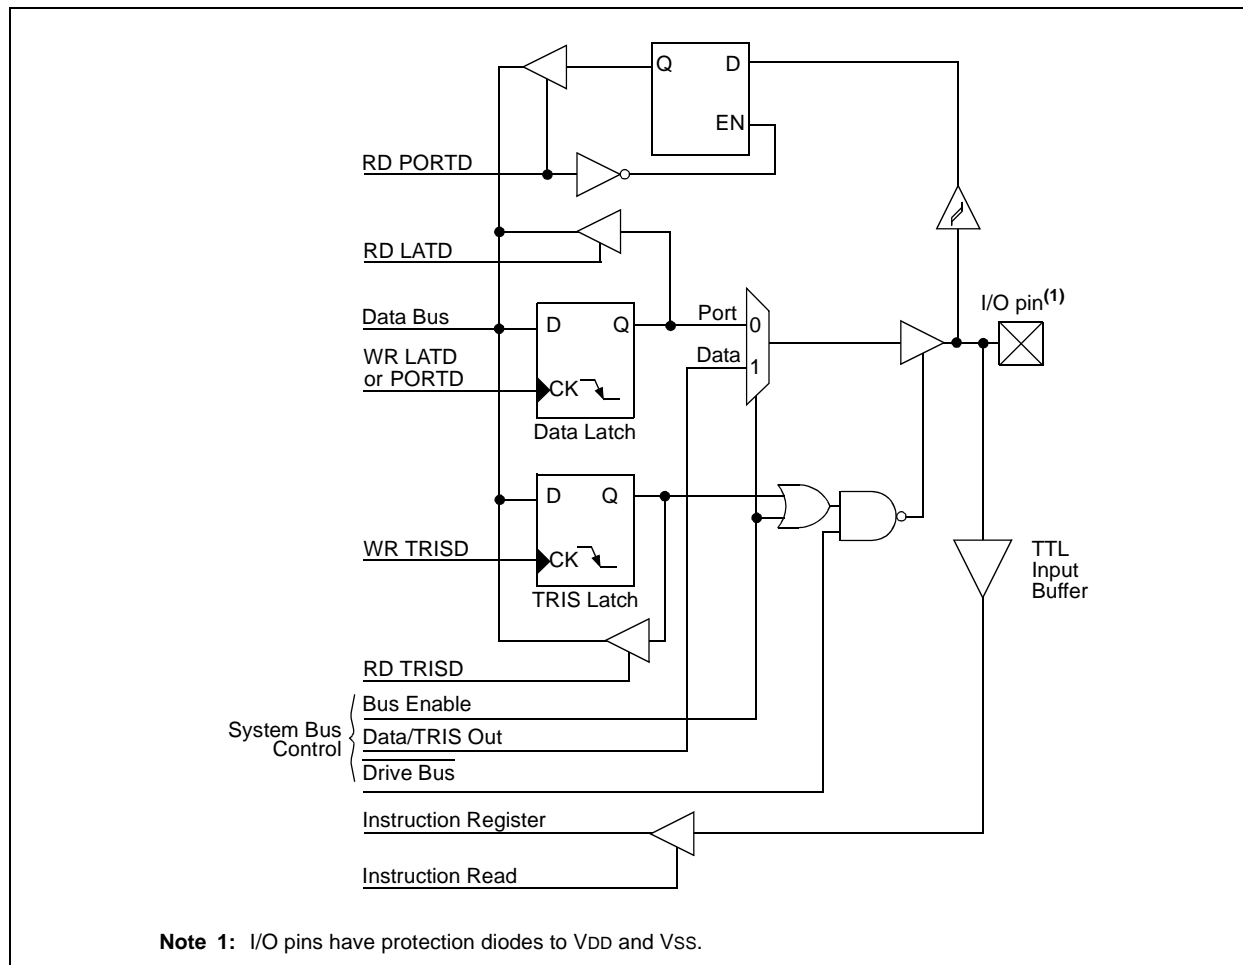 Q D
EN
RD PORTD
RD LATD
I/O pin(1)
Port
0
Data Bus
D Q
Data
1
WR LATD
or PORTD
CK
Data Latch
D Q
WR TRISD
CK
TRIS Latch
TTL
Input
Buffer
RD TRISD
Bus Enable
System Bus
Control
Data/TRIS Out
Drive Bus
Instruction Register
Instruction Read
Note 1: I/O pins have protection diodes to VDD and VSS.